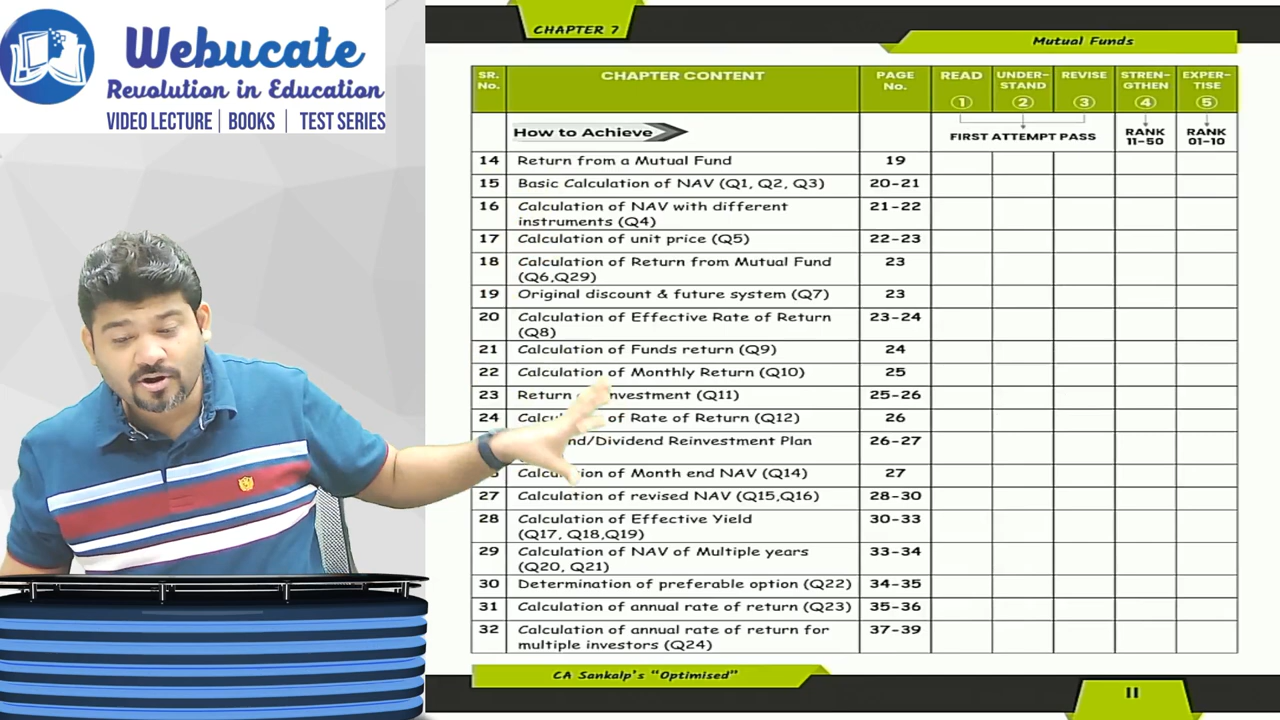 Webucate
Revolution in Education
VIDEO LECTURE | BOOKS | TEST SERIES
CHAPTER 7
Mutual Funds
SR. No. CHAPTER CONTENT PAGE No. READ ① UNDER-STAND ② REVISE ③ STREN-GTHEN ④ EXPER-TISE ⑤
How to Achieve FIRST ATTEMPT PASS RANK 11-50 RANK 01-10
14 Return from a Mutual Fund 19
15 Basic Calculation of NAV (Q1, Q2, Q3) 20-21
16 Calculation of NAV with different 21-22
instruments (Q4)
17 Calculation of unit price (Q5) 22-23
18 Calculation of Return from Mutual Fund 23
(Q6,Q29)
19 Original discount & future system (Q7) 23
20 Calculation of Effective Rate of Return 23-24
(Q8)
21 Calculation of Funds return (Q9) 24
22 Calculation of Monthly Return (Q10) 25
23 Return nvestment (Q11) 25-26
24 Calcu of Rate of Return (Q12) 26
nd/Dividend Reinvestment Plan 26-27
Calc on of Month end NAV (Q14) 27
27 Calculation of revised NAV (Q15,Q16) 28-30
28 Calculation of Effective Yield 30-33
(Q17, Q18,Q19)
29 Calculation of NAV of Multiple years 33-34
(Q20, Q21)
30 Determination of preferable option (Q22) 34-35
31 Calculation of annual rate of return (Q23) 35-36
32 Calculation of annual rate of return for 37-39
multiple investors (Q24)
CA Sankalp's "Optimised"
11